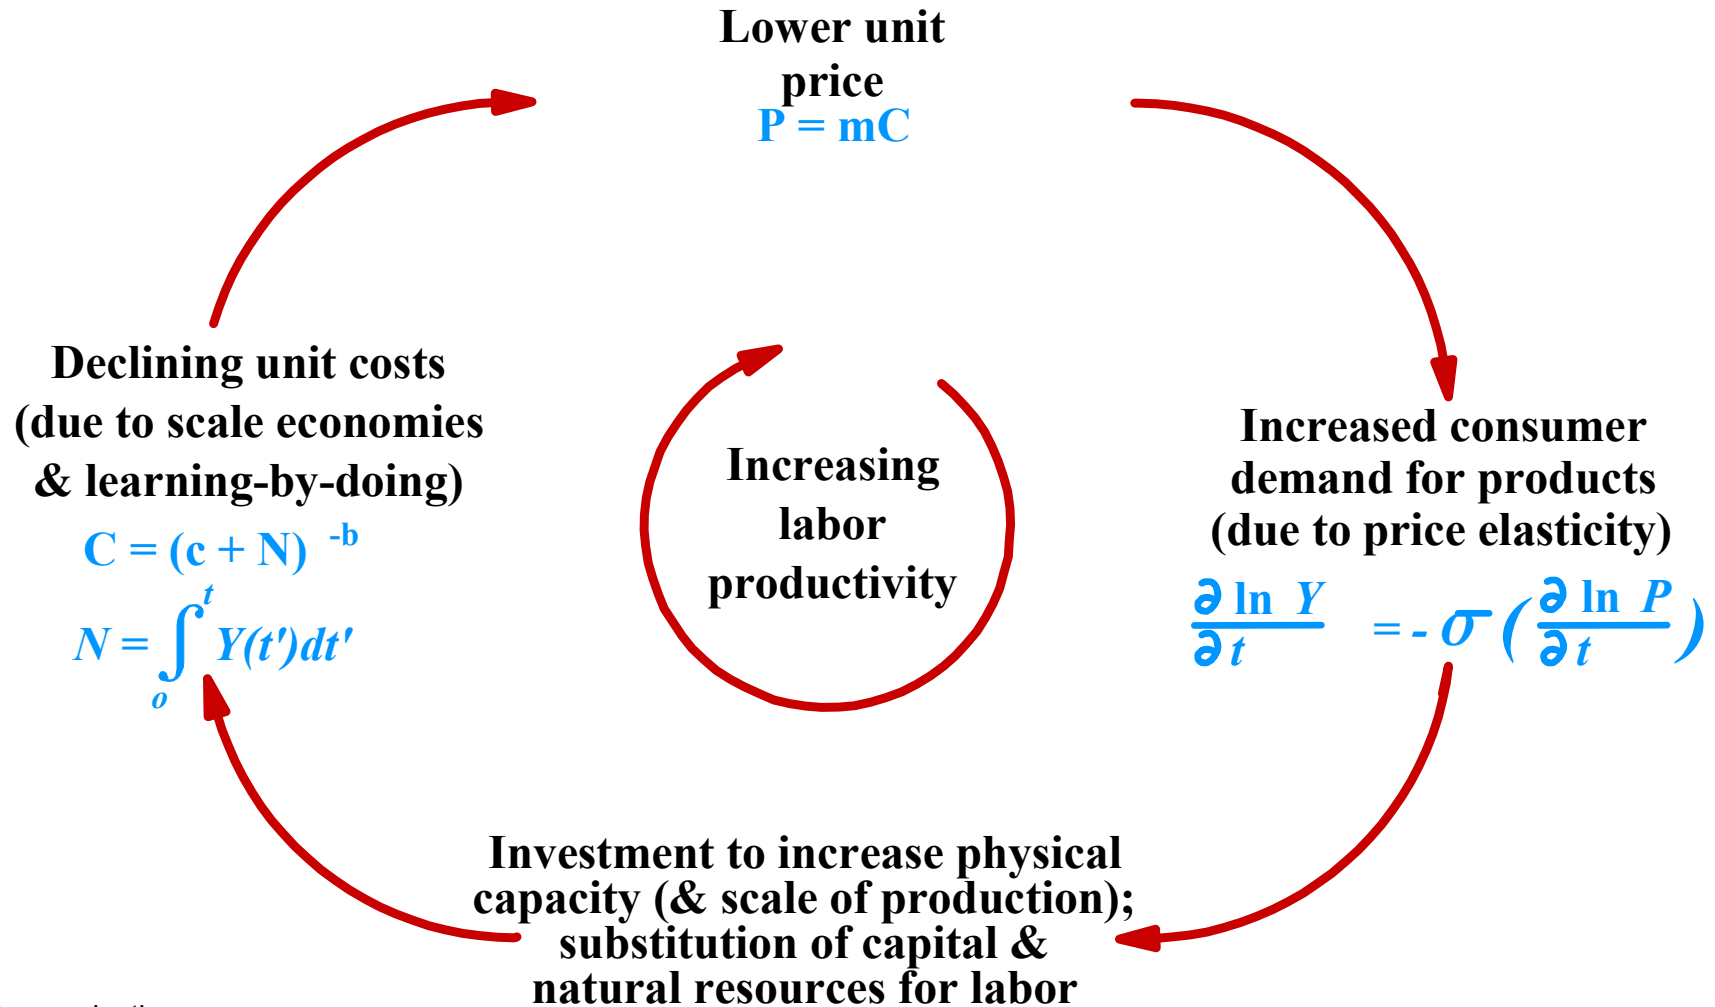 Lower unit
price
P = mC
Declining unit costs
(due to scale economies
& learning-by-doing)
C = (c + N) ^-b
N = ∫_o^t Y(t')dt'
Increasing
labor
productivity
Increased consumer
demand for products
(due to price elasticity)
∂ ln Y / ∂ t = - σ ( ∂ ln P / ∂ t )
Investment to increase physical
capacity (& scale of production);
substitution of capital &
natural resources for labor